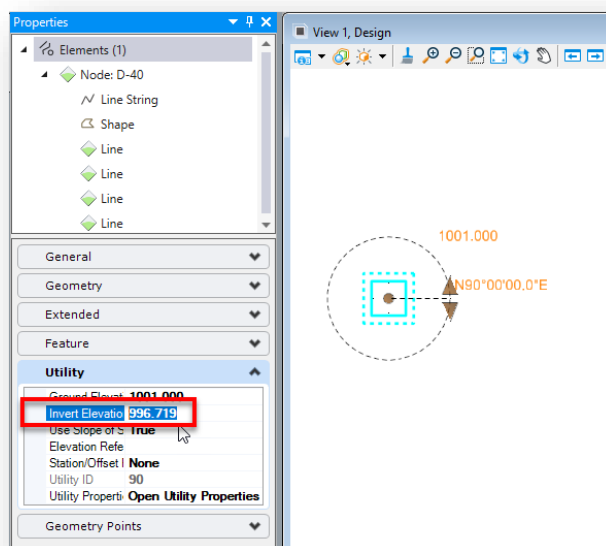 Properties
Elements (1)
Node: D-40
Line String
Shape
Line
Line
Line
Line
General
Geometry
Extended
Feature
Utility
Ground Elevat 1001.000
Invert Elevatio 996.719
Use Slope of S True
Elevation Refe
Station/Offset I None
Utility ID 90
Utility Properti Open Utility Properties
Geometry Points
View 1, Design
1001.000
N90°00'00.0"E